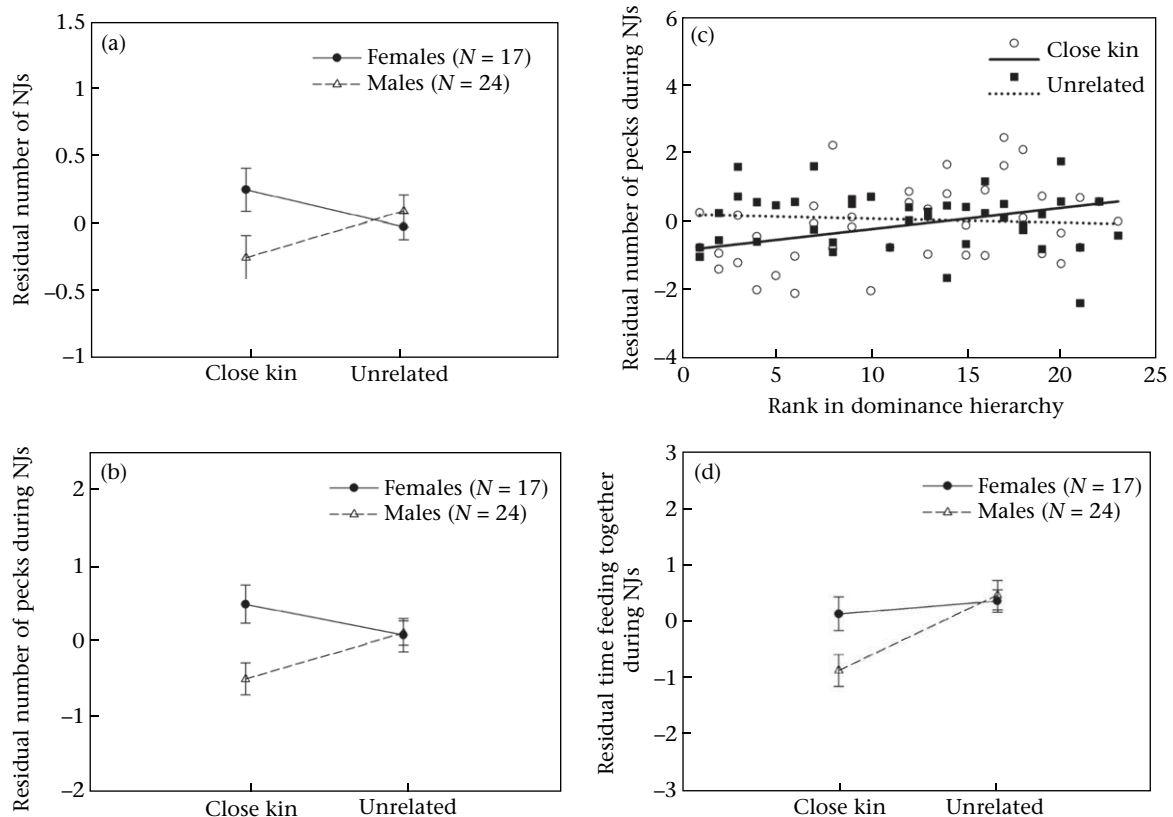 (a)
Females (N = 17)
Males (N = 24)
1.5
1
0.5
0
–0.5
–1
Residual number of NJs
Close kin
Unrelated
(c)
Close kin
Unrelated
6
4
2
0
–2
–4
Residual number of pecks during NJs
0
5
10
15
20
25
Rank in dominance hierarchy
(b)
Females (N = 17)
Males (N = 24)
2
1
0
–1
–2
Residual number of pecks during NJs
Close kin
Unrelated
(d)
Females (N = 17)
Males (N = 24)
3
2
1
0
–1
–2
–3
Residual time feeding together
during NJs
Close kin
Unrelated